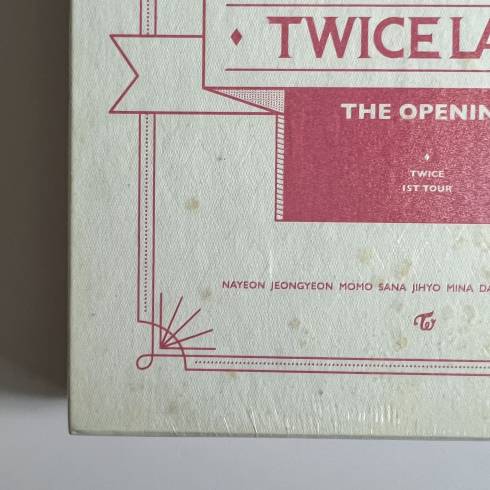 TWICE LA
THE OPENIN
TWICE
1ST TOUR
NAYEON JEONGYEON MOMO SANA JIHYO MINA DA